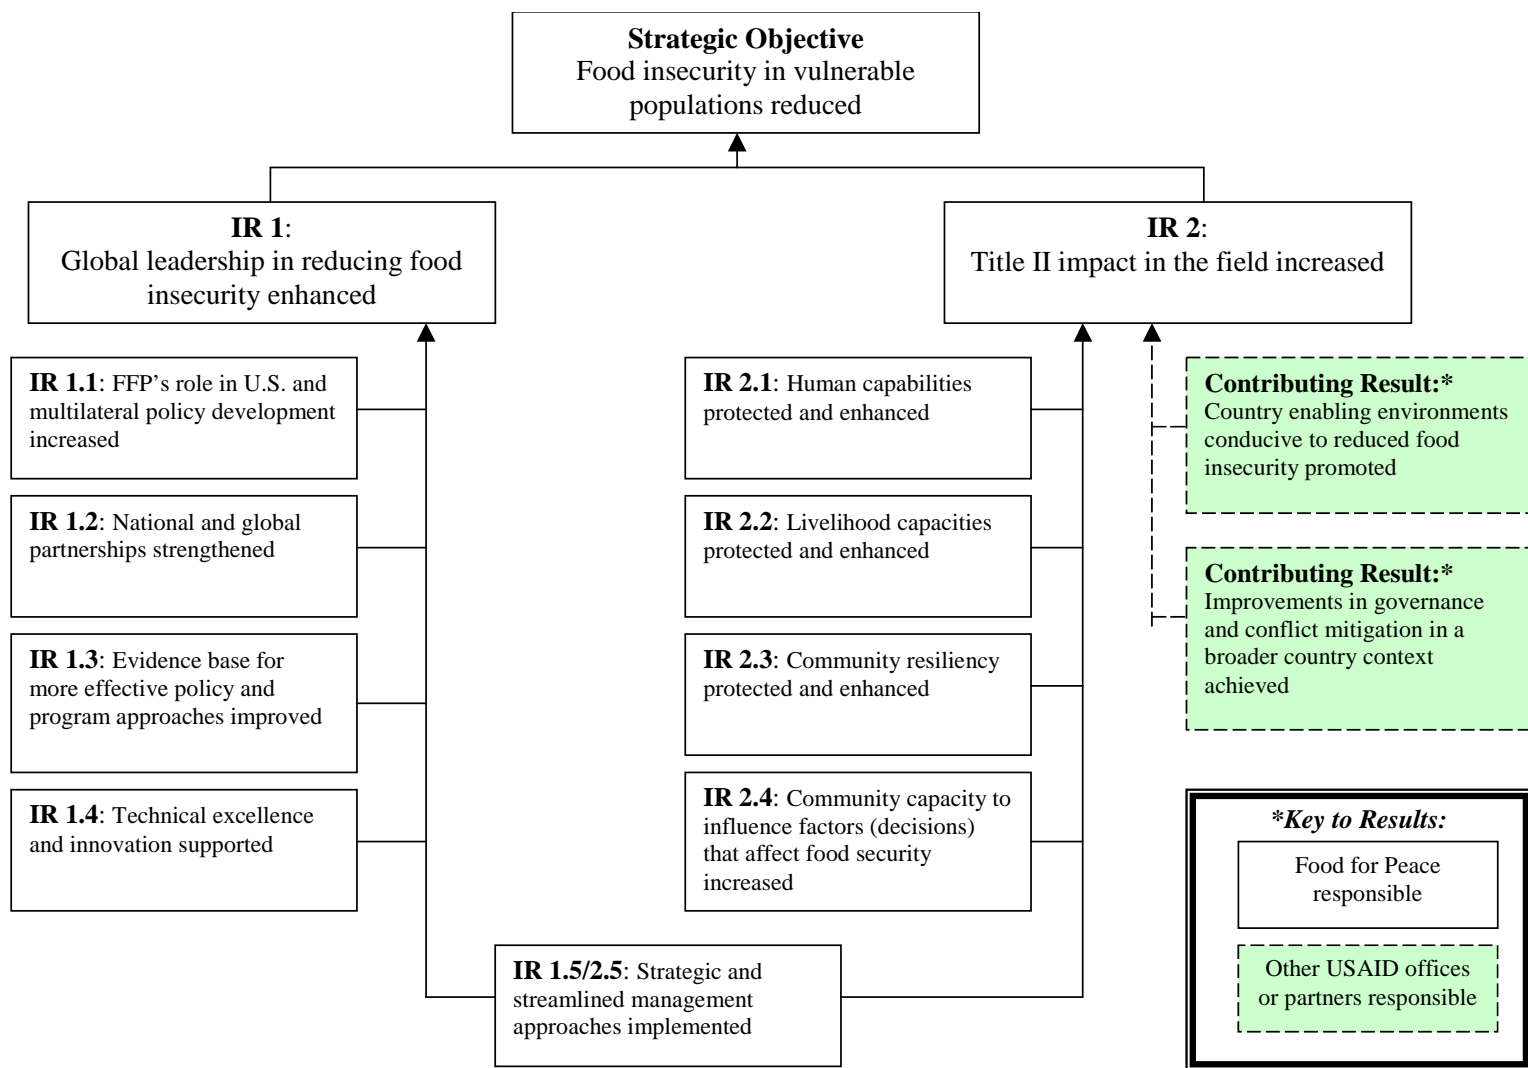 Strategic Objective
Food insecurity in vulnerable
populations reduced
IR 1:
Global leadership in reducing food
insecurity enhanced
IR 2:
Title II impact in the field increased
IR 1.1: FFP's role in U.S. and
multilateral policy development
increased
IR 1.2: National and global
partnerships strengthened
IR 1.3: Evidence base for
more effective policy and
program approaches improved
IR 1.4: Technical excellence
and innovation supported
IR 2.1: Human capabilities
protected and enhanced
IR 2.2: Livelihood capacities
protected and enhanced
IR 2.3: Community resiliency
protected and enhanced
IR 2.4: Community capacity to
influence factors (decisions)
that affect food security
increased
IR 1.5/2.5: Strategic and
streamlined management
approaches implemented
Contributing Result:*
Country enabling environments
conducive to reduced food
insecurity promoted
Contributing Result:*
Improvements in governance
and conflict mitigation in a
broader country context
achieved
*Key to Results:
Food for Peace
responsible
Other USAID offices
or partners responsible